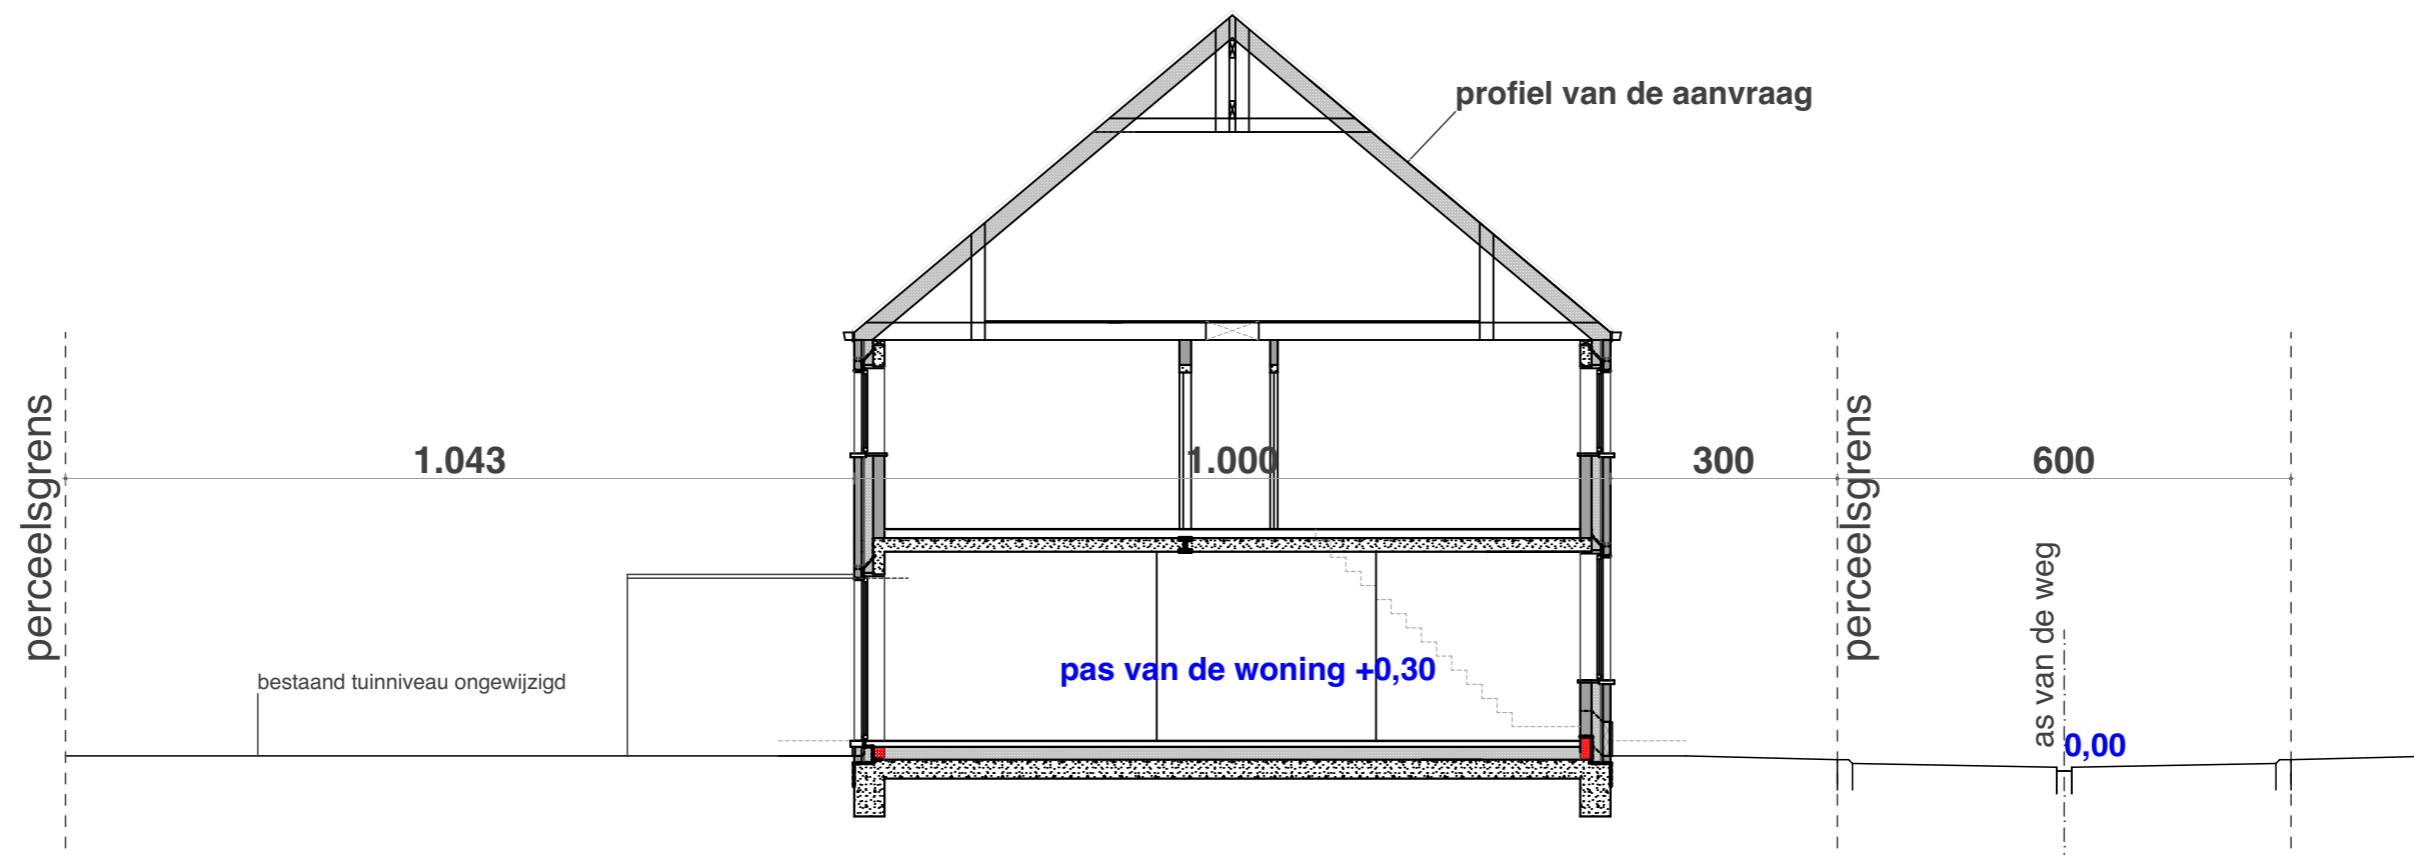 profiel van de aanvraag
perceelsgrens
1.043
1.000
300
perceelsgrens
600
as van de weg
pas van de woning +0,30
bestaand tuinniveau ongewijzigd
0,00